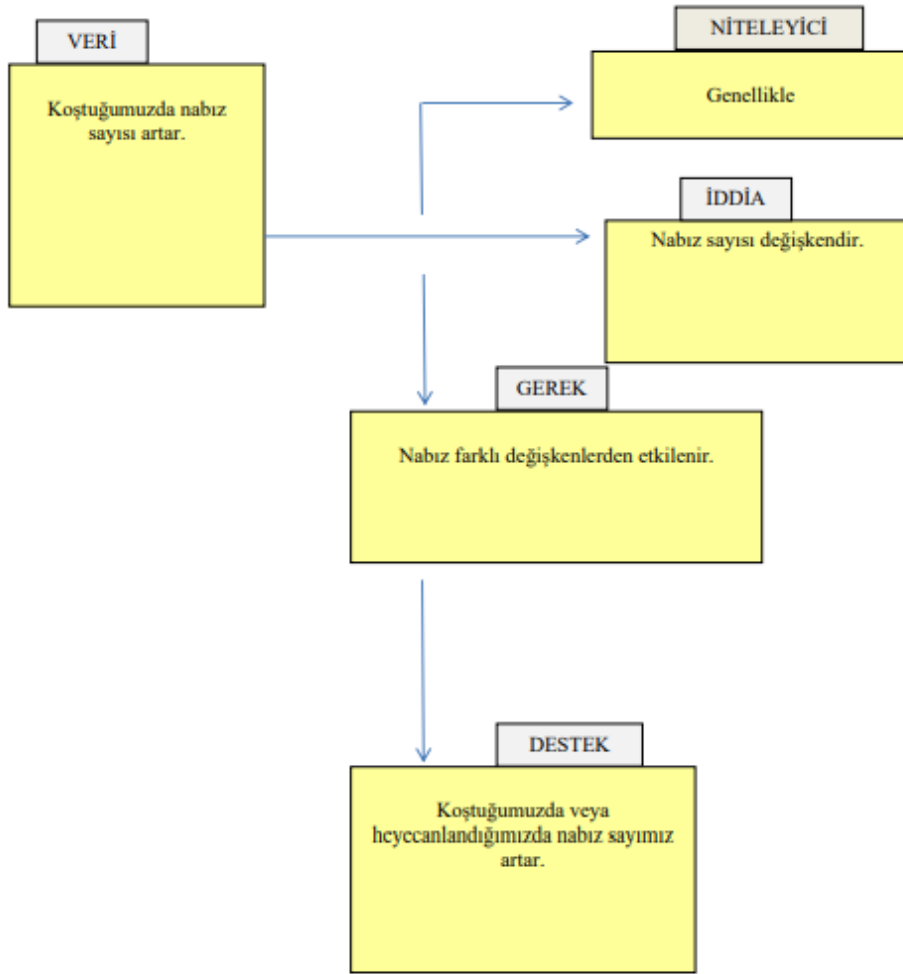 VERİ
Koştuğumuzda nabız
sayısı artar.
NİTELEYİCİ
Genellikle
İDDİA
Nabız sayısı değişkendir.
GEREK
Nabız farklı değişkenlerden etkilenir.
DESTEK
Koştuğumuzda veya
heyecanlandığımızda nabız sayımız
artar.